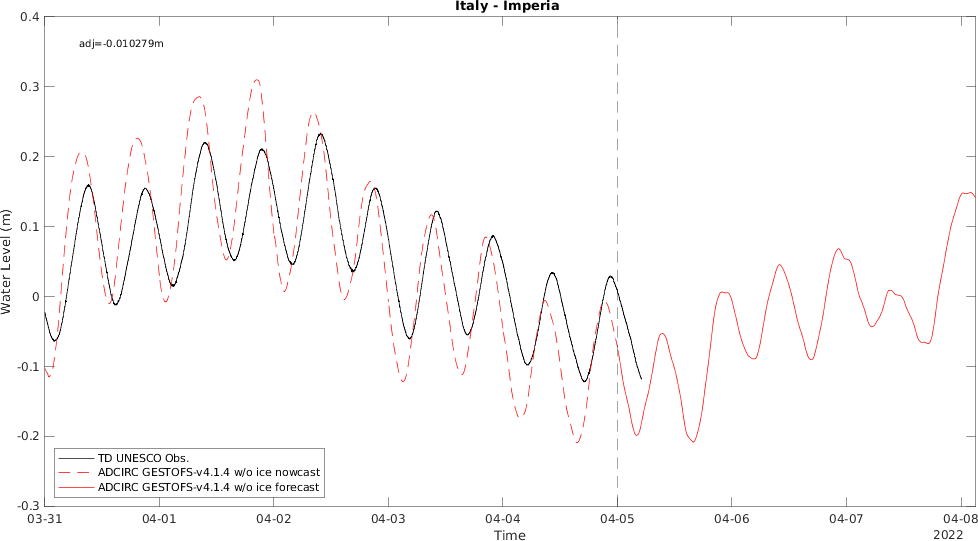 Italy - Imperia
adj=-0.010279m
Water Level (m)
0.4
0.3
0.2
0.1
0
-0.1
-0.2
-0.3
TD UNESCO Obs.
ADCIRC GESTOFS-v4.1.4 w/o ice nowcast
ADCIRC GESTOFS-v4.1.4 w/o ice forecast
03-31 04-01 04-02 04-03 04-04 04-05 04-06 04-07 04-08
Time
2022